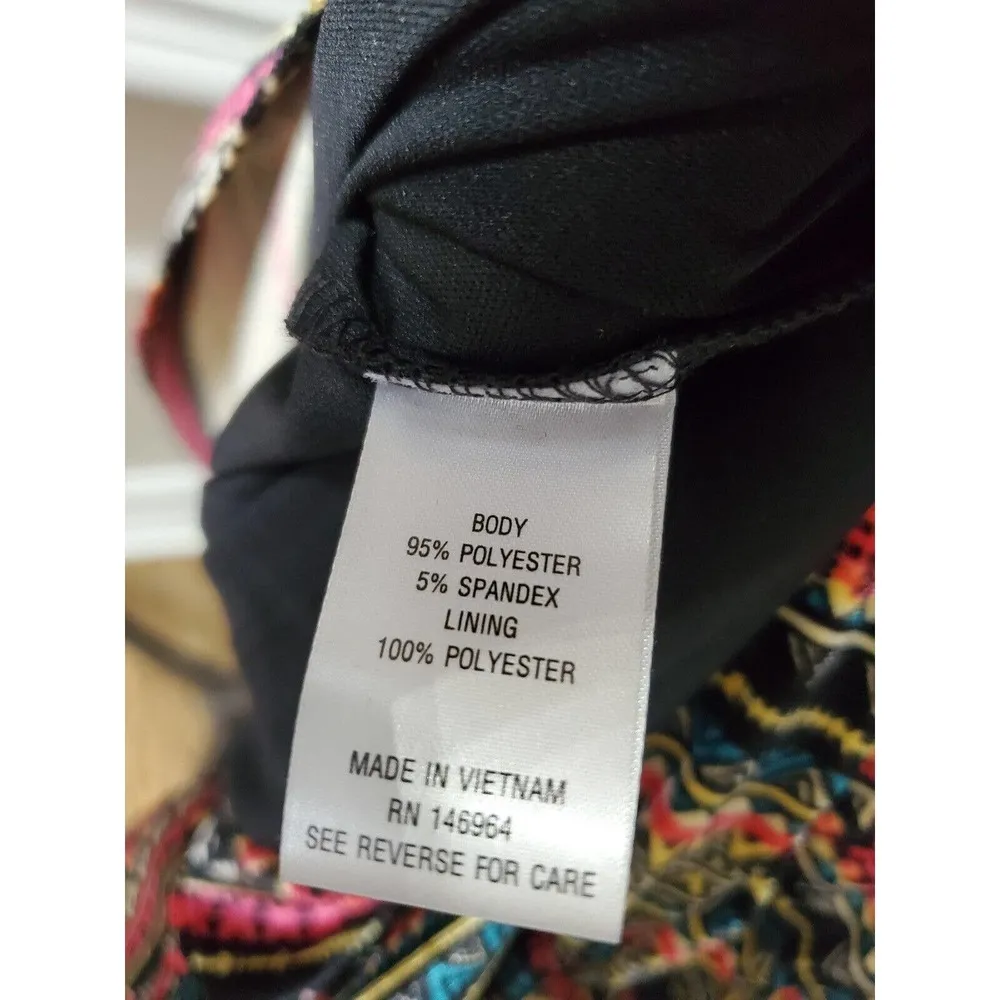 BODY
95% POLYESTER
5% SPANDEX
LINING
100% POLYESTER
MADE IN VIETNAM
RN 146964
SEE REVERSE FOR CARE